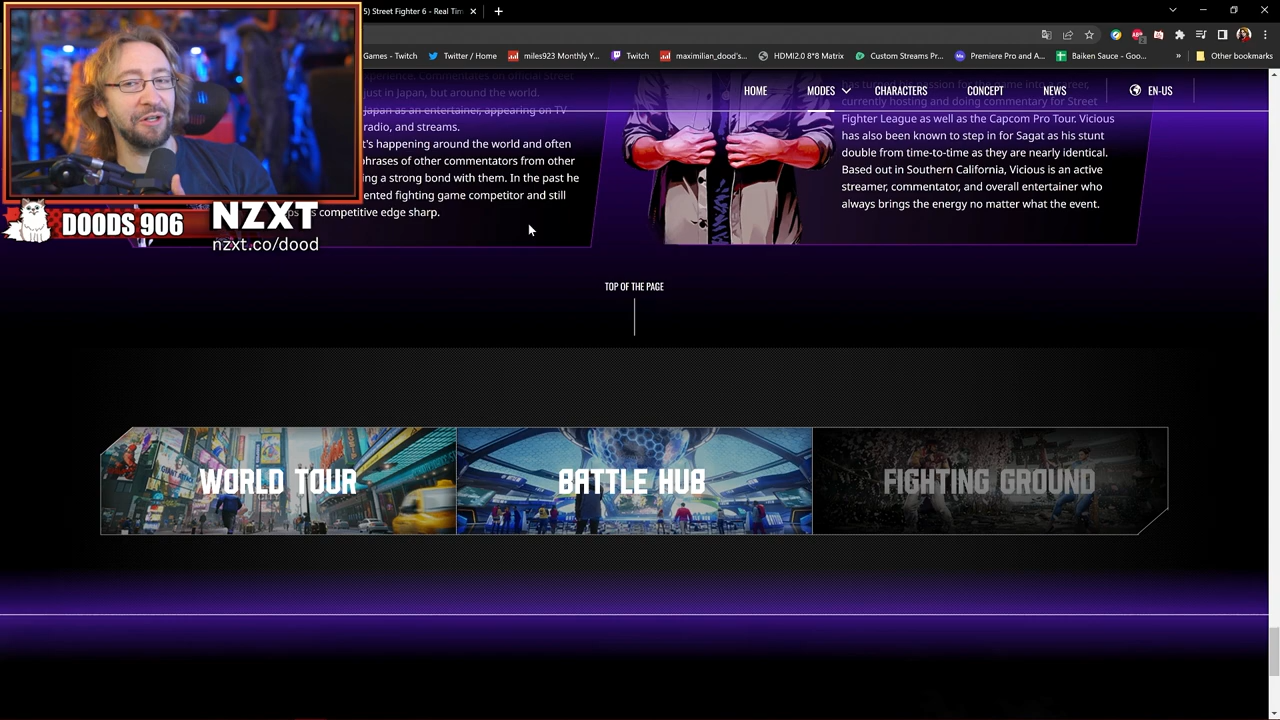 5) Street Fighter 6 - Real Tim
Games - Twitch
Twitter / Home
miles923 Monthly Y...
Twitch
maximilian_dood's...
HDMI2.0 8*8 Matrix
Custom Streams Pr...
Premiere Pro and A...
Baiken Sauce - Goo...
»
Other bookmarks
HOME
MODES
CHARACTERS
CONCEPT
NEWS
EN-US
experience. Commentates on official Street
just in Japan, but around the world.
Japan as an entertainer, appearing on TV
radio, and streams.
t's happening around the world and often
phrases of other commentators from other
ing a strong bond with them. In the past he
ented fighting game competitor and still
s competitive edge sharp.
currently hosting and doing commentary for Street
Fighter League as well as the Capcom Pro Tour. Vicious
has also been known to step in for Sagat as his stunt
double from time-to-time as they are nearly identical.
Based out in Southern California, Vicious is an active
streamer, commentator, and overall entertainer who
always brings the energy no matter what the event.
DOODS 906
NZXT
nzxt.co/dood
TOP OF THE PAGE
WORLD TOUR
BATTLE HUB
FIGHTING GROUND